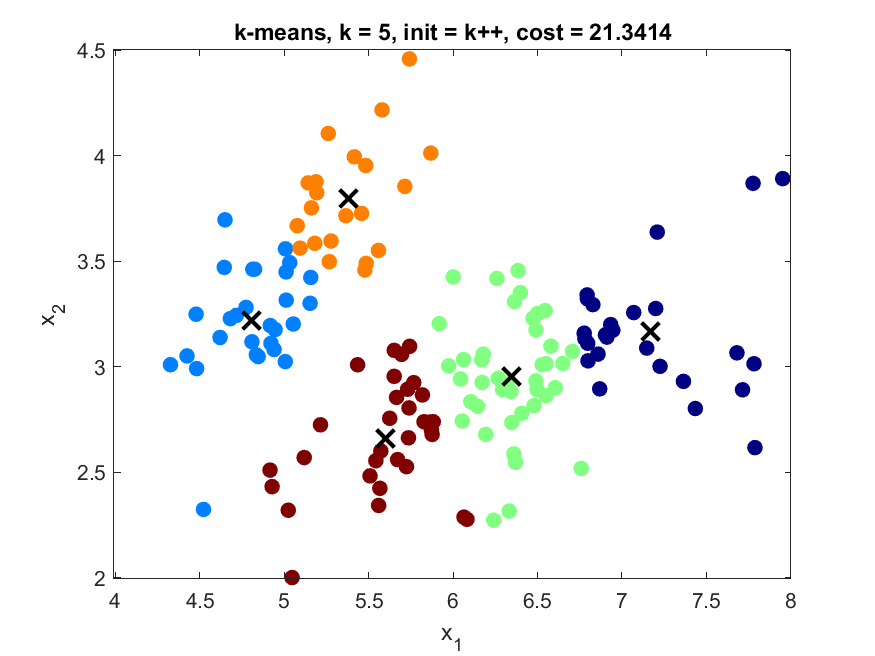 k-means, k = 5, init = k++, cost = 21.3414
4.5
4
3.5
3
2.5
2
x2
4 4.5 5 5.5 6 6.5 7 7.5 8
x1